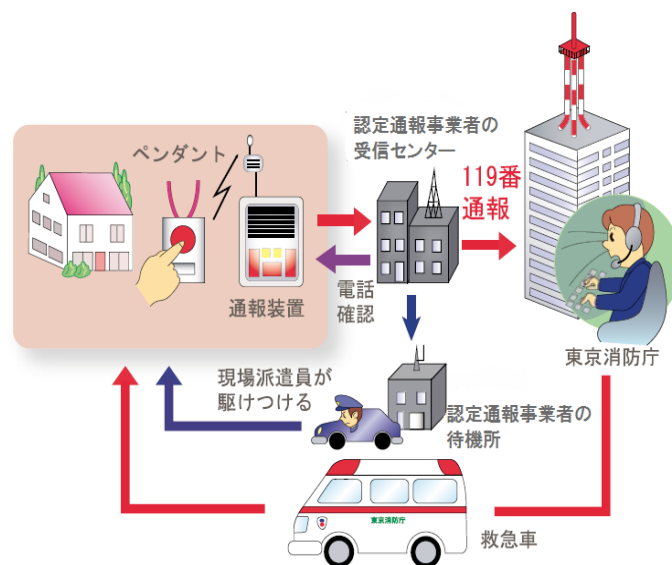 認定通報事業者の
受信センター
ペンダント
119番
通報
通報装置
電話
確認
東京消防庁
現場派遣員が
駆けつける
認定通報事業者の
待機所
東京消防庁
救急車